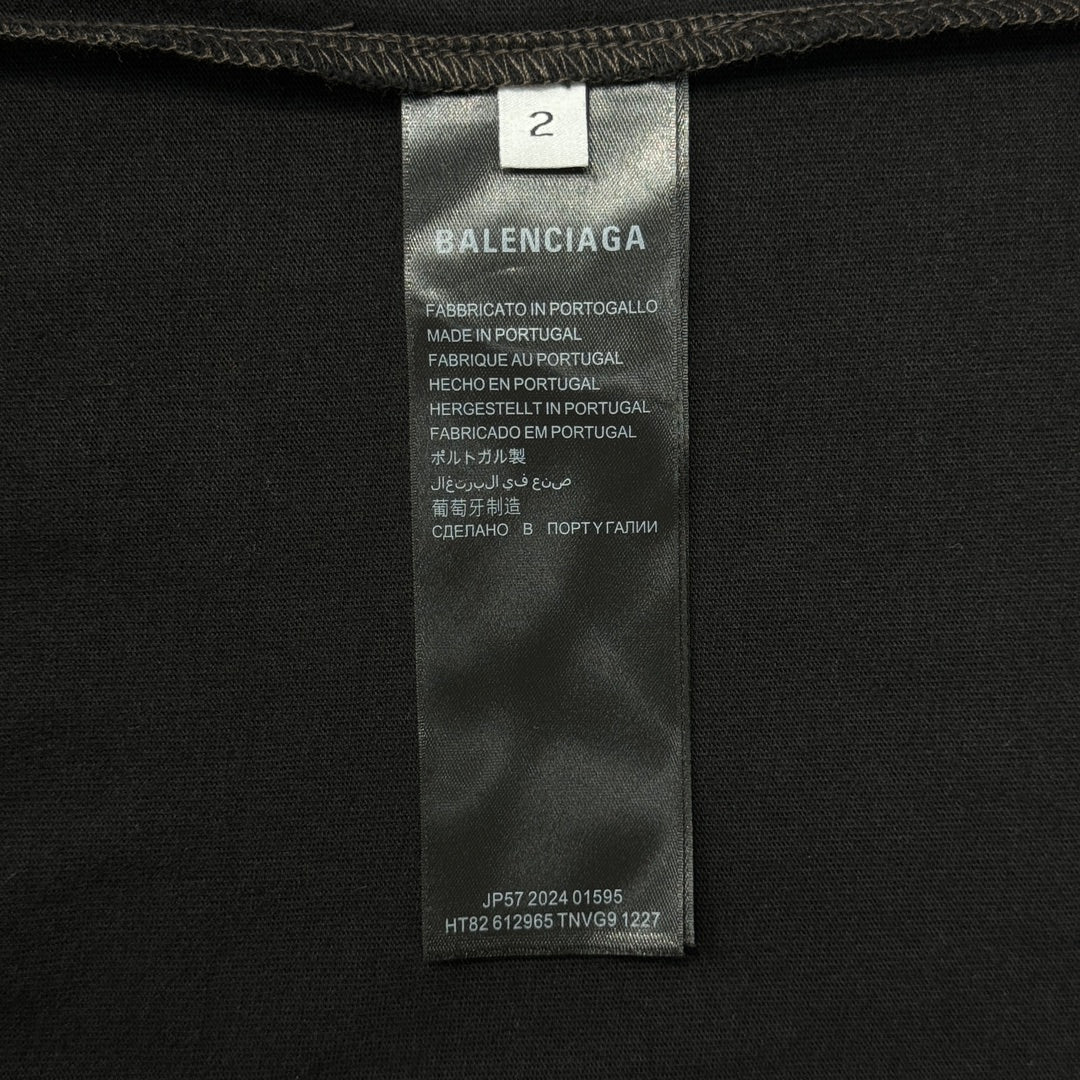 2
BALENCIAGA
FABBRICATO IN PORTOGALLO
MADE IN PORTUGAL
FABRIQUE AU PORTUGAL
HECHO EN PORTUGAL
HERGESTELLT IN PORTUGAL
FABRICADO EM PORTUGAL
ポルトガル製
صنع في البرتغال
葡萄牙制造
СДЕЛАНО В ПОРТУГАЛИИ
JP57 2024 01595
HT82 612965 TNVG9 1227